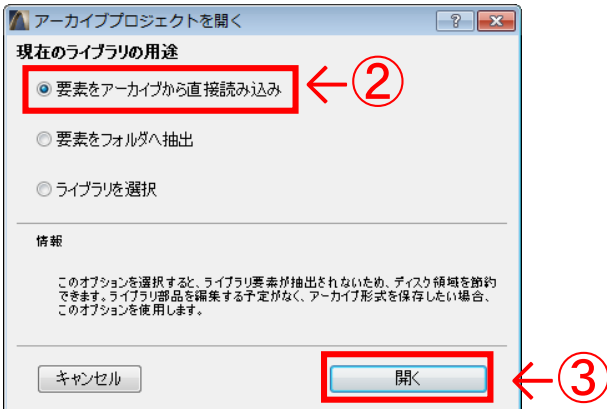 アーカイブプロジェクトを開く
現在のライブラリの用途
要素をアーカイブから直接読み込み
②
要素をフォルダへ抽出
ライブラリを選択
情報
このオプションを選択すると、ライブラリ要素が抽出されないため、ディスク領域を節約
できます。ライブラリ部品を編集する予定がなく、アーカイブ形式を保存したい場合、
このオプションを使用します。
キャンセル
開く
③